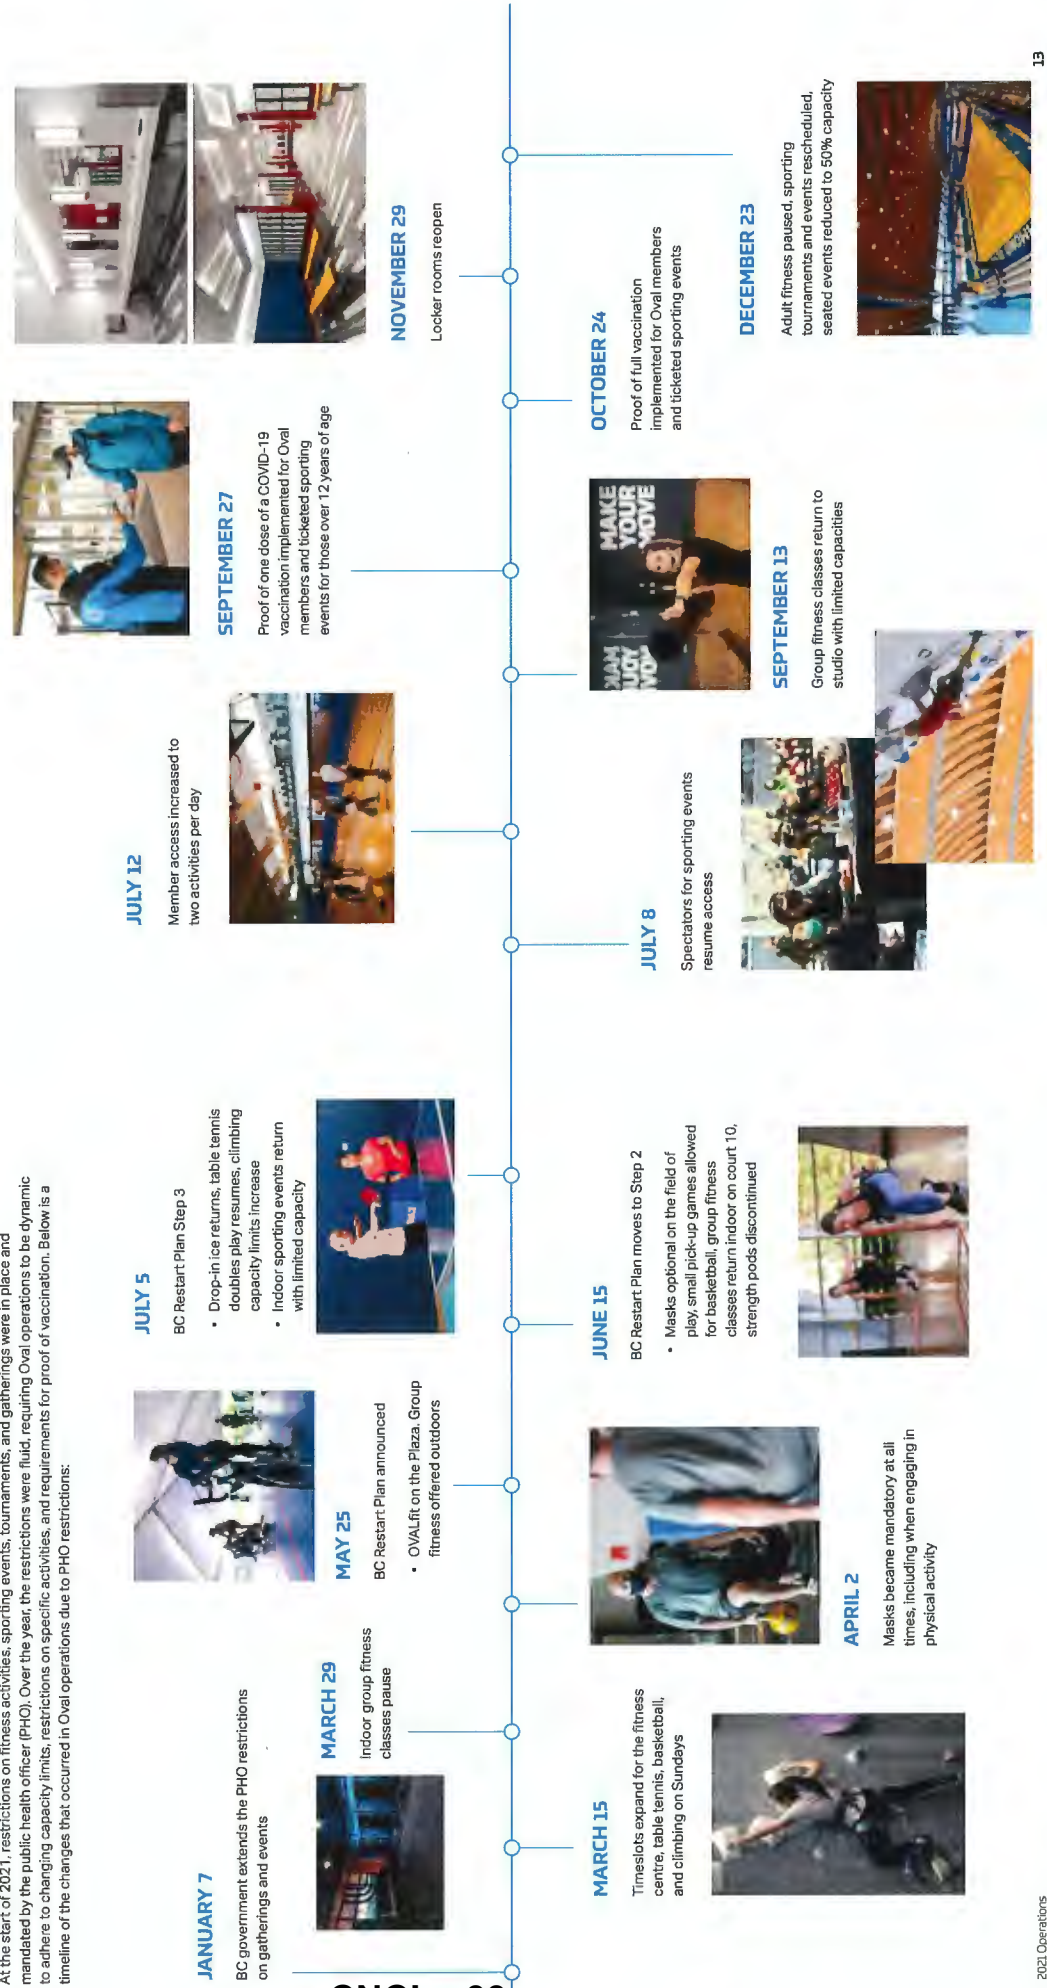 At the start of 2021, restrictions on fitness activities, sporting events, tournaments, and gatherings were in place and
mandated by the public health officer (PHO). Over the year, the restrictions were fluid, requiring Oval operations to be dynamic
to adhere to changing capacity limits, restrictions on specific activities, and requirements for proof of vaccination. Below is a
timeline of the changes that occurred in Oval operations due to PHO restrictions:
JANUARY 7
BC government extends the PHO restrictions
on gatherings and events
MARCH 15
Timeslots expand for the fitness
centre, table tennis, basketball,
and climbing on Sundays
MARCH 29
Indoor group fitness
classes pause
APRIL 2
Masks became mandatory at all
times, including when engaging in
physical activity
MAY 25
BC Restart Plan announced
• OVALfit on the Plaza. Group
fitness offered outdoors
JUNE 15
BC Restart Plan moves to Step 2
• Masks optional on the field of
play, small pick-up games allowed
for basketball, group fitness
classes return indoor on court 10,
strength pods discontinued
JULY 5
BC Restart Plan Step 3
• Drop-in ice returns, table tennis
doubles play resumes, climbing
capacity limits increase
• Indoor sporting events return
with limited capacity
JULY 8
Spectators for sporting events
resume access
JULY 12
Member access increased to
two activities per day
SEPTEMBER 13
Group fitness classes return to
studio with limited capacities
MAKE
YOUR
MOVE
SEPTEMBER 27
Proof of one dose of a COVID-19
vaccination implemented for Oval
members and ticketed sporting
events for those over 12 years of age
OCTOBER 24
Proof of full vaccination
implemented for Oval members
and ticketed sporting events
NOVEMBER 29
Locker rooms reopen
DECEMBER 23
Adult fitness paused, sporting
tournaments and events rescheduled,
seated events reduced to 50% capacity
2021 Operations
13